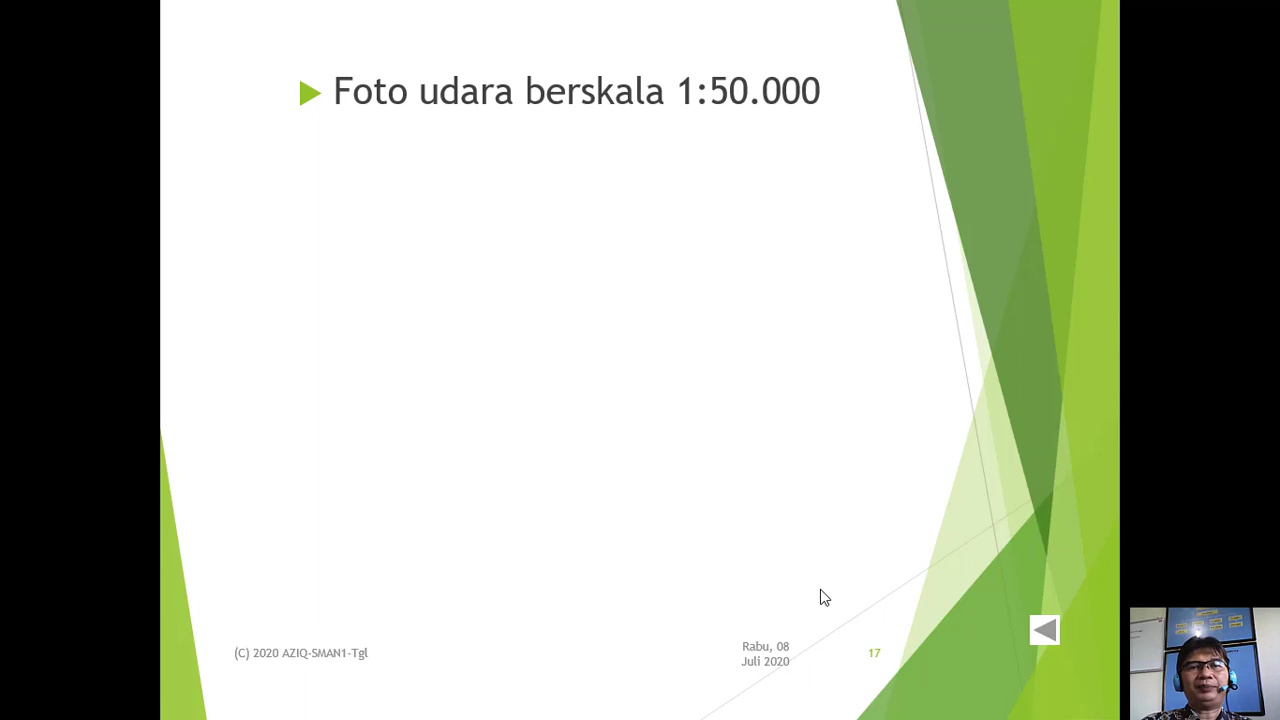 Foto udara berskala 1:50.000
(C) 2020 AZIQ-SMAN1-Tgl
Rabu, 08
Juli 2020
17